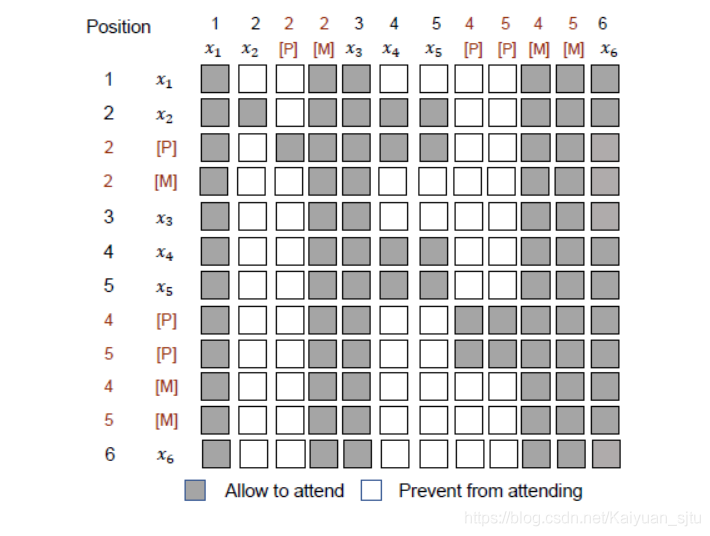 Position 1 2 2 2 3 4 5 4 5 4 5 6
x₁ x₂ [P] [M] x₃ x₄ x₅ [P] [P] [M] [M] x₆
1 x₁
2 x₂
2 [P]
2 [M]
3 x₃
4 x₄
5 x₅
4 [P]
5 [P]
4 [M]
5 [M]
6 x₆
Allow to attend Prevent from attending
https://blog.csdn.net/Kaiyuan_sjtu